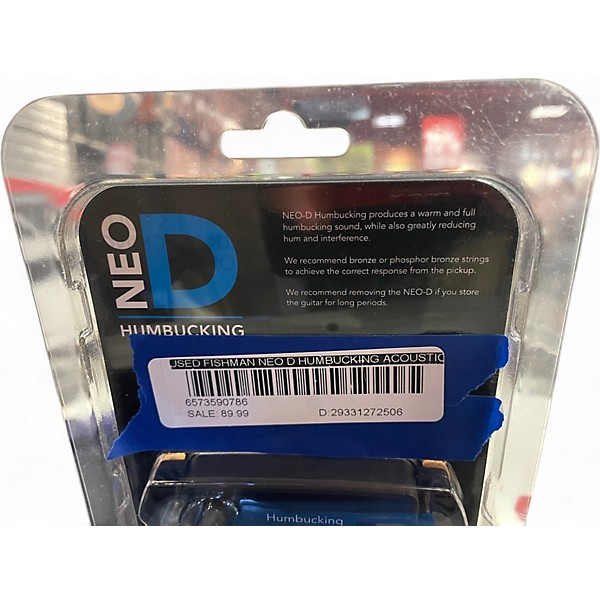 NEO D
HUMBUCKING
NEO-D Humbucking produces a warm and full
humbucking sound, while also greatly reducing
hum and interference.
We recommend bronze or phosphor bronze strings
to achieve the correct response from the pickup.
We recommend removing the NEO-D if you store
the guitar for long periods.
USED FISHMAN NEO D HUMBUCKING ACOUSTIC
6573590786
SALE: 89.99 D:29331272506
Humbucking